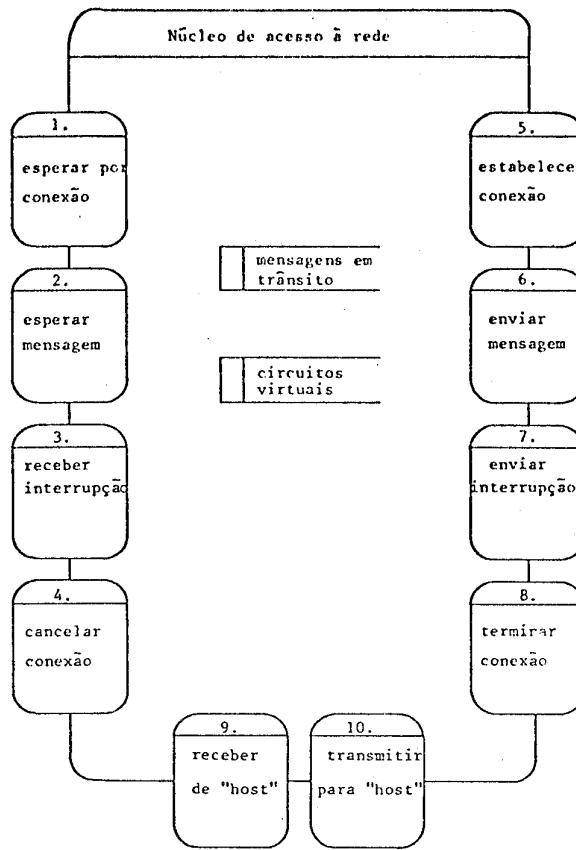 Núcleo de acesso à rede
1.
esperar por
conexão
2.
esperar
mensagem
3.
receber
interrupção
4.
cancelar
conexão
mensagens em
trânsito
circuitos
virtuais
5.
estabelece
conexão
6.
enviar
mensagem
7.
enviar
interrupção
8.
termirar
conexão
9.
receber
de "host"
10.
transmitir
para "host"